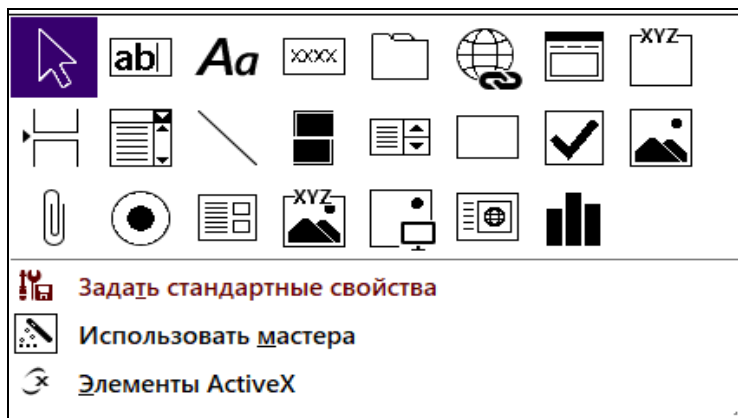 ab Aa XXXX XYZ
XYZ
Задать стандартные свойства
Использовать мастера
Элементы ActiveX